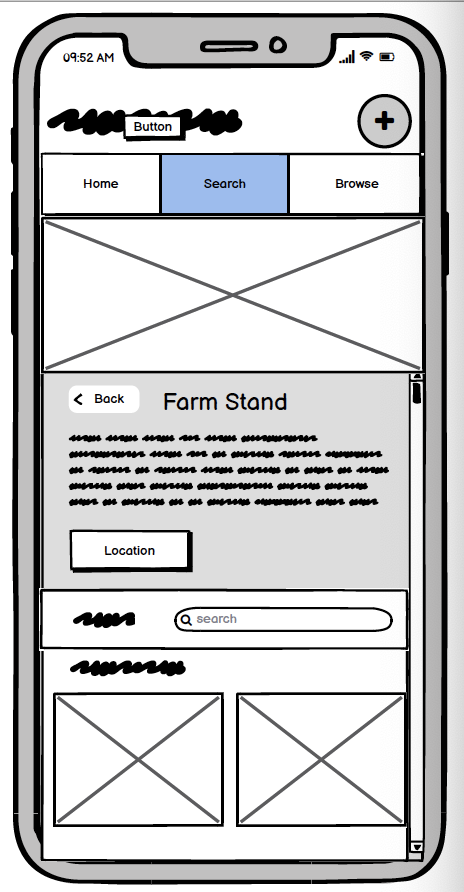 09:52 AM
Button
Home Search Browse
Back Farm Stand
Location
search